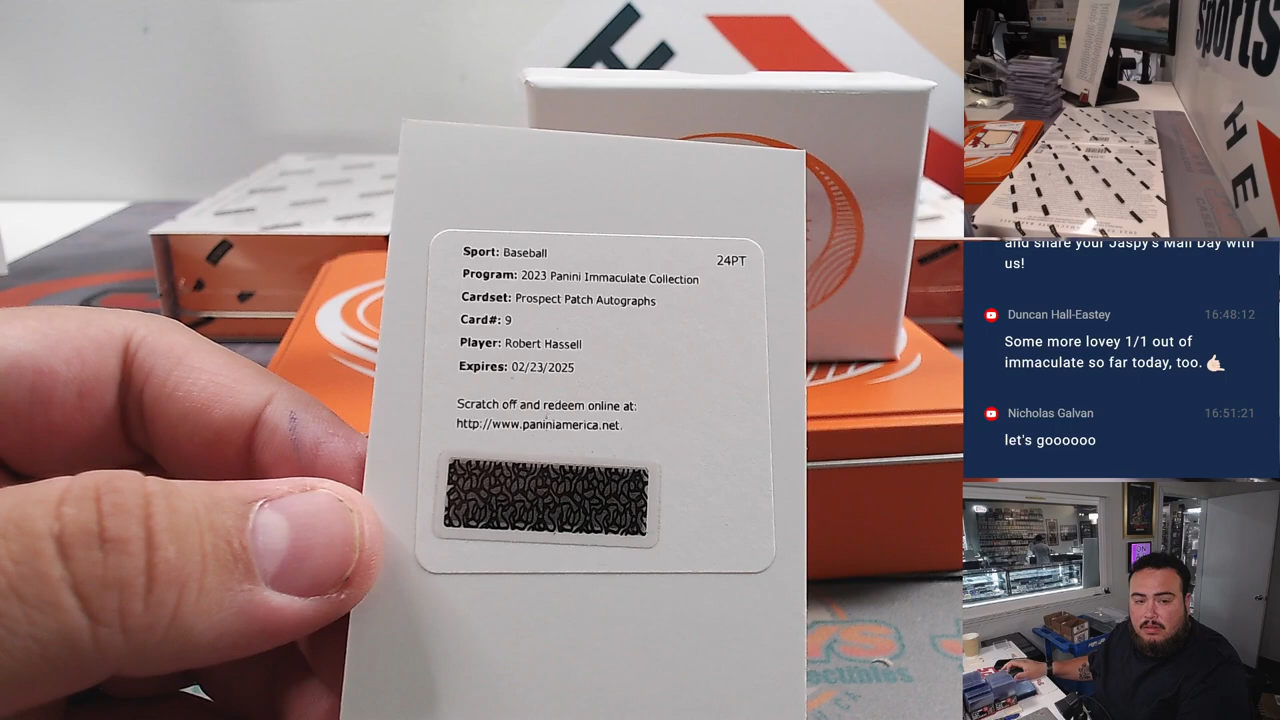 Sport: Baseball
24PT
Program: 2023 Panini Immaculate Collection
Cardset: Prospect Patch Autographs
Card#: 9
Player: Robert Hassell
Expires: 02/23/2025
Scratch off and redeem online at:
http://www.paniniamerica.net.
sports
HE
and share your Jaspy's Mail Day with
us!
Duncan Hall-Eastey 16:48:12
Some more lovey 1/1 out of
immaculate so far today, too.
Nicholas Galvan 16:51:21
let's goooooo